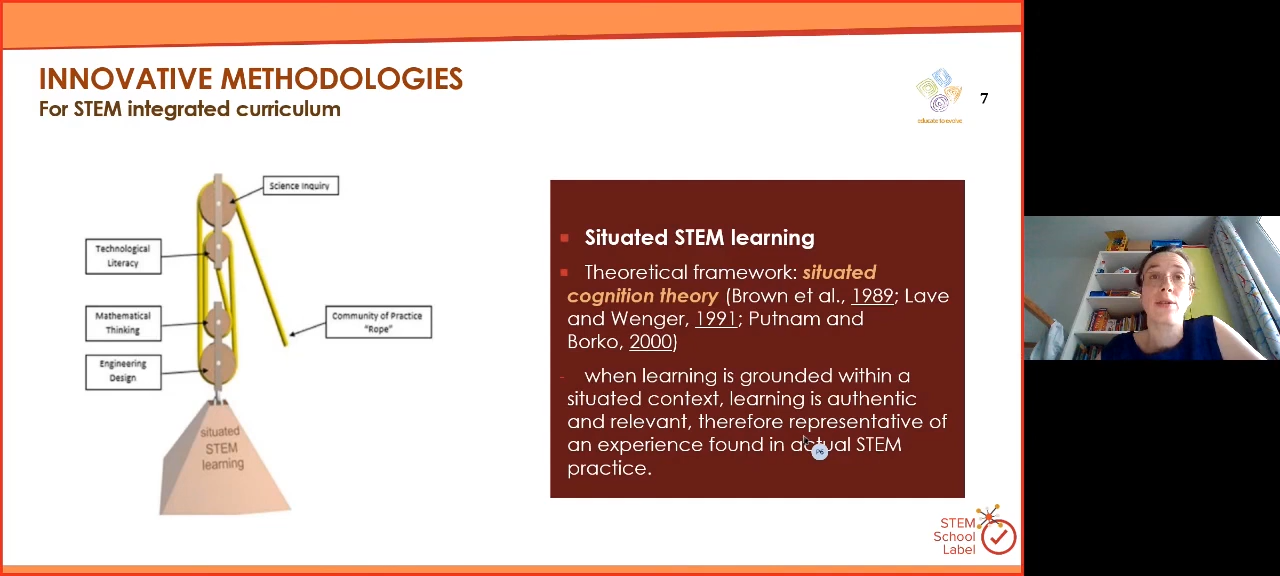 INNOVATIVE METHODOLOGIES
For STEM integrated curriculum
educate to evolve
7
Science Inquiry
Technological
Literacy
Mathematical
Thinking
Engineering
Design
Community of Practice
"Rope"
situated
STEM
learning
Situated STEM learning
Theoretical framework: situated
cognition theory (Brown et al., 1989; Lave
and Wenger, 1991; Putnam and
Borko, 2000)
- when learning is grounded within a
situated context, learning is authentic
and relevant, therefore representative of
an experience found in actual STEM
practice.
P6
STEM
School
Label